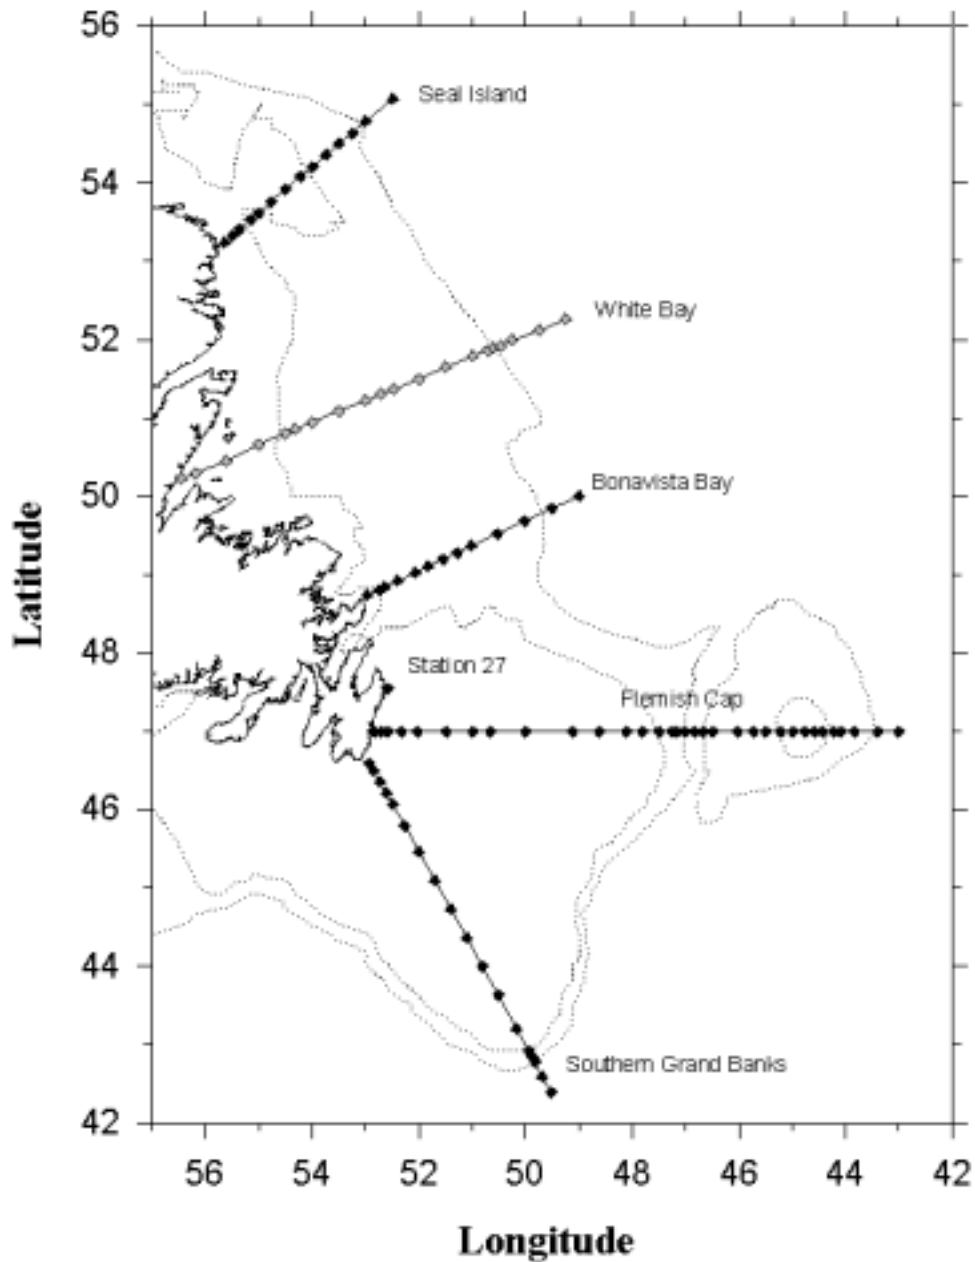 56
Seal Island
54
White Bay
52
Bonavista Bay
50
Latitude
Station 27
48
Flemish Cap
46
44
Southern Grand Banks
42
56 54 52 50 48 46 44 42
Longitude